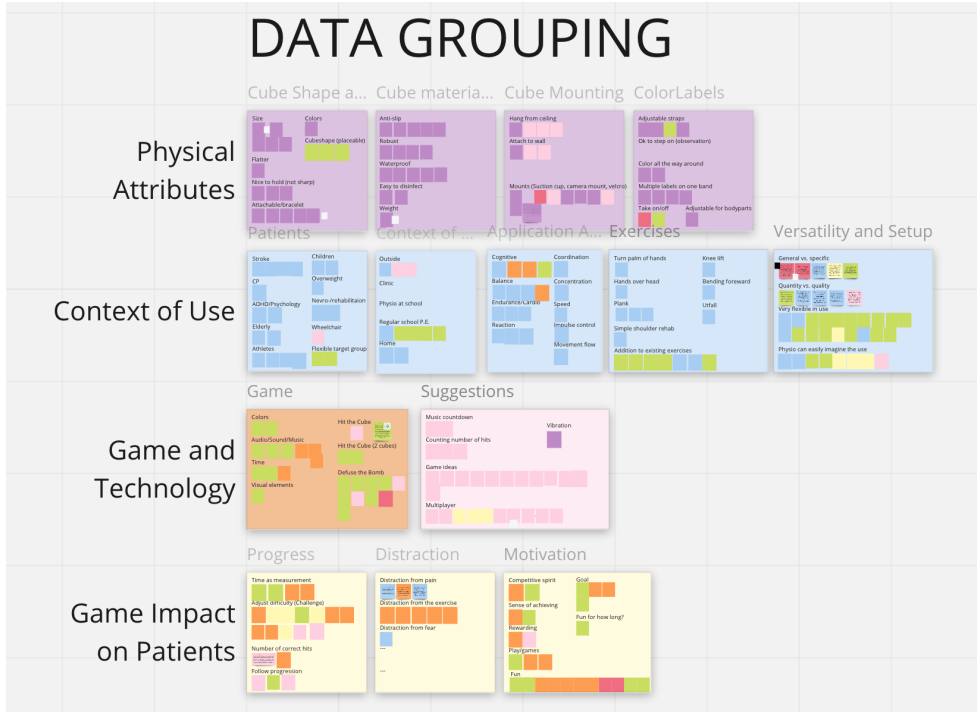 DATA GROUPING
Physical
Attributes
Cube Shape a...
Size
Colors
Cubeshape (placeable)
Flatter
Nice to hold (not sharp)
Attachable/bracelet
Cube materia...
Anti-slip
Robust
Waterproof
Easy to disinfect
Weight
Cube Mounting
Hang from ceiling
Attach to wall
Mounts (Suction cup, camera mount, velcro)
ColorLabels
Adjustable straps
Ok to step on (observation)
Color all the way around
Multiple labels on one band
Take on/off
Adjustable for bodyparts
Context of Use
Patients
Stroke
Children
CP
Overweight
ADHD/Psychology
Nevro-/rehabilitaion
Elderly
Wheelchair
Athletes
Flexible target group
Context of ...
Outside
Clinic
Physio at school
Regular school P.E.
Home
Application A...
Cognitive
Coordination
Balance
Concentration
Endurance/Cardio
Speed
Reaction
Impulse control
Movement flow
Exercises
Turn palm of hands
Knee lift
Hands over head
Bending foreward
Plank
Utfall
Simple shoulder rehab
Addition to existing exercises
Versatility and Setup
General vs. specific
Quantity vs. quality
Very flexible in use
Physio can easily imagine the use
Game and
Technology
Game
Colors
Hit the Cube
Audio/Sound/Music
Hit the Cube (2 cubes)
Time
Defuse the Bomb
Visual elements
Suggestions
Music countdown
Vibration
Counting number of hits
Game ideas
Multiplayer
Game Impact
on Patients
Progress
Time as measurement
Adjust difficulty (Challenge)
Number of correct hits
Follow progression
Distraction
Distraction from pain
Distraction from the exercise
Distraction from fear
...
...
Motivation
Competitive spirit
Goal
Sense of achieving
Fun for how long?
Rewarding
Play/games
Fun